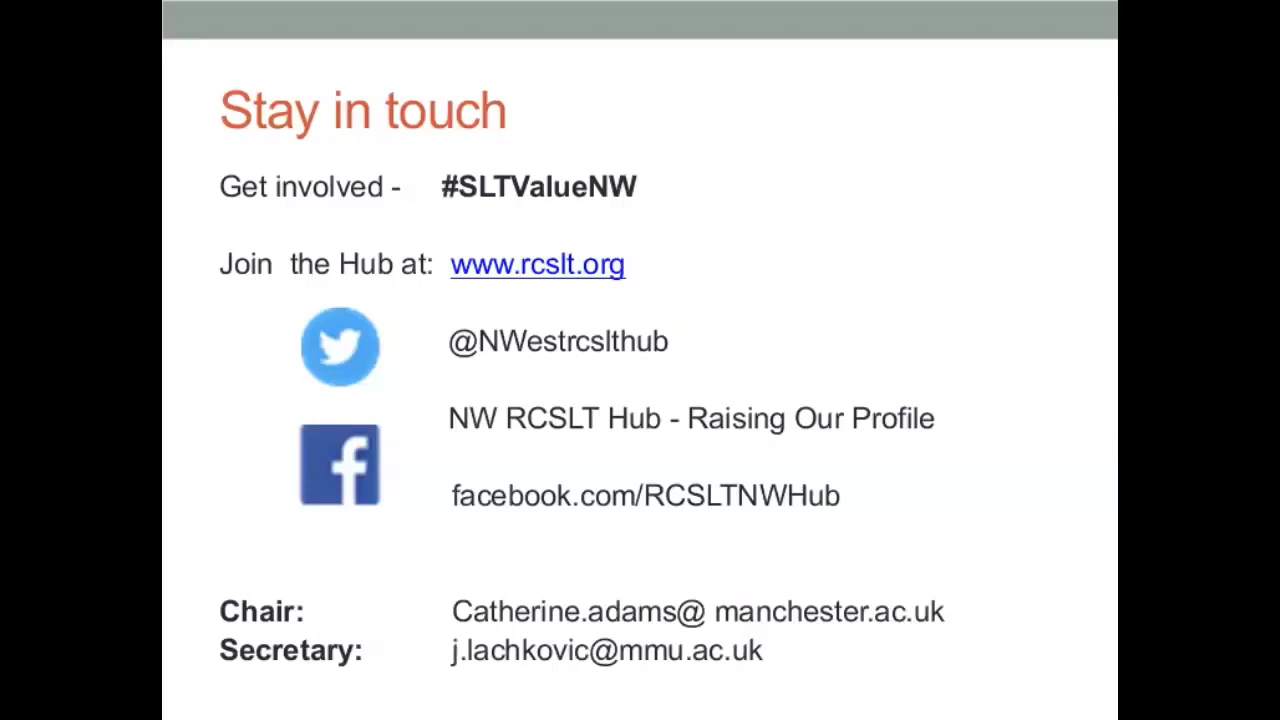 Stay in touch
Get involved - #SLTValueNW
Join the Hub at: www.rcslt.org
@NWestrcslthub
NW RCSLT Hub - Raising Our Profile
facebook.com/RCSLTNWHub
Chair: Catherine.adams@ manchester.ac.uk
Secretary: j.lachkovic@mmu.ac.uk